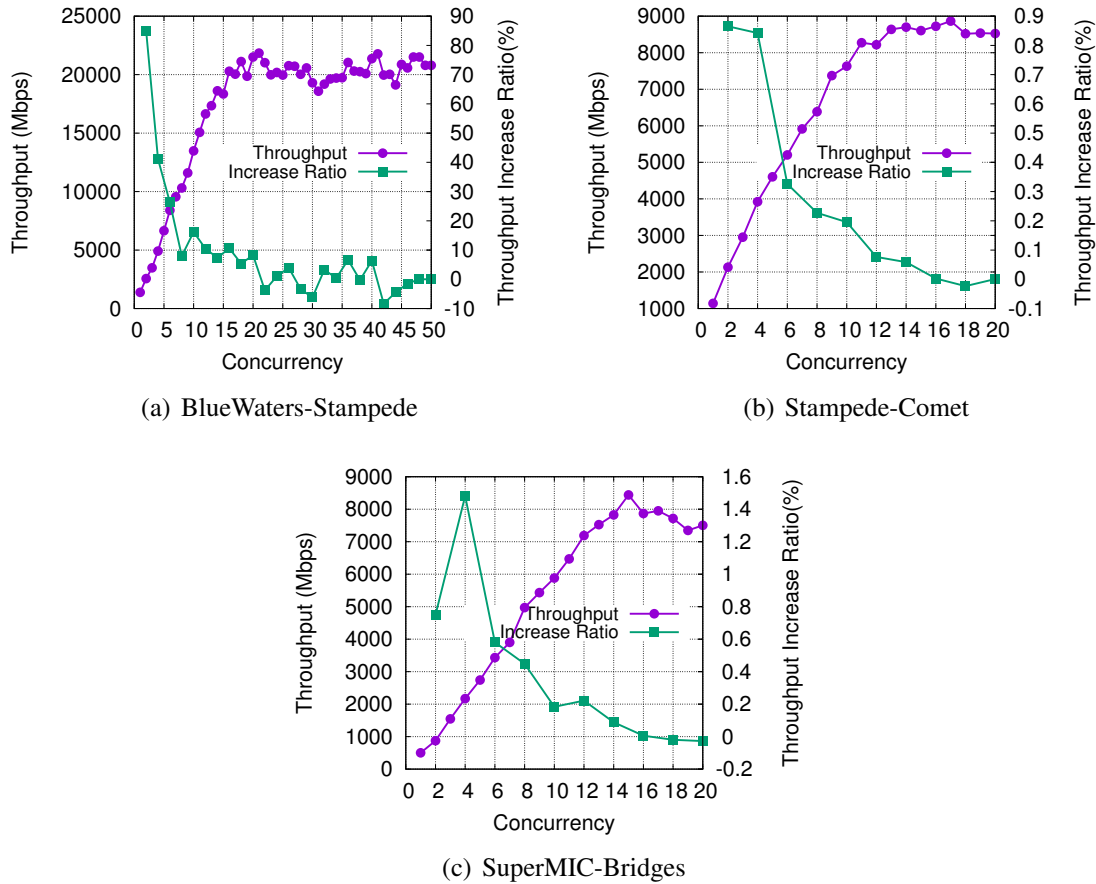 Throughput (Mbps)
25000
20000
15000
10000
5000
0
Throughput
Increase Ratio
90
80
70
60
50
40
30
20
10
0
-10
Throughput Increase Ratio(%)
0 5 10 15 20 25 30 35 40 45 50
Concurrency
(a) BlueWaters-Stampede
Throughput (Mbps)
9000
8000
7000
6000
5000
4000
3000
2000
1000
Throughput
Increase Ratio
0.9
0.8
0.7
0.6
0.5
0.4
0.3
0.2
0.1
0
-0.1
Throughput Increase Ratio(%)
0 2 4 6 8 10 12 14 16 18 20
Concurrency
(b) Stampede-Comet
Throughput (Mbps)
9000
8000
7000
6000
5000
4000
3000
2000
1000
0
Throughput
Increase Ratio
1.6
1.4
1.2
1
0.8
0.6
0.4
0.2
0
-0.2
Throughput Increase Ratio(%)
0 2 4 6 8 10 12 14 16 18 20
Concurrency
(c) SuperMIC-Bridges